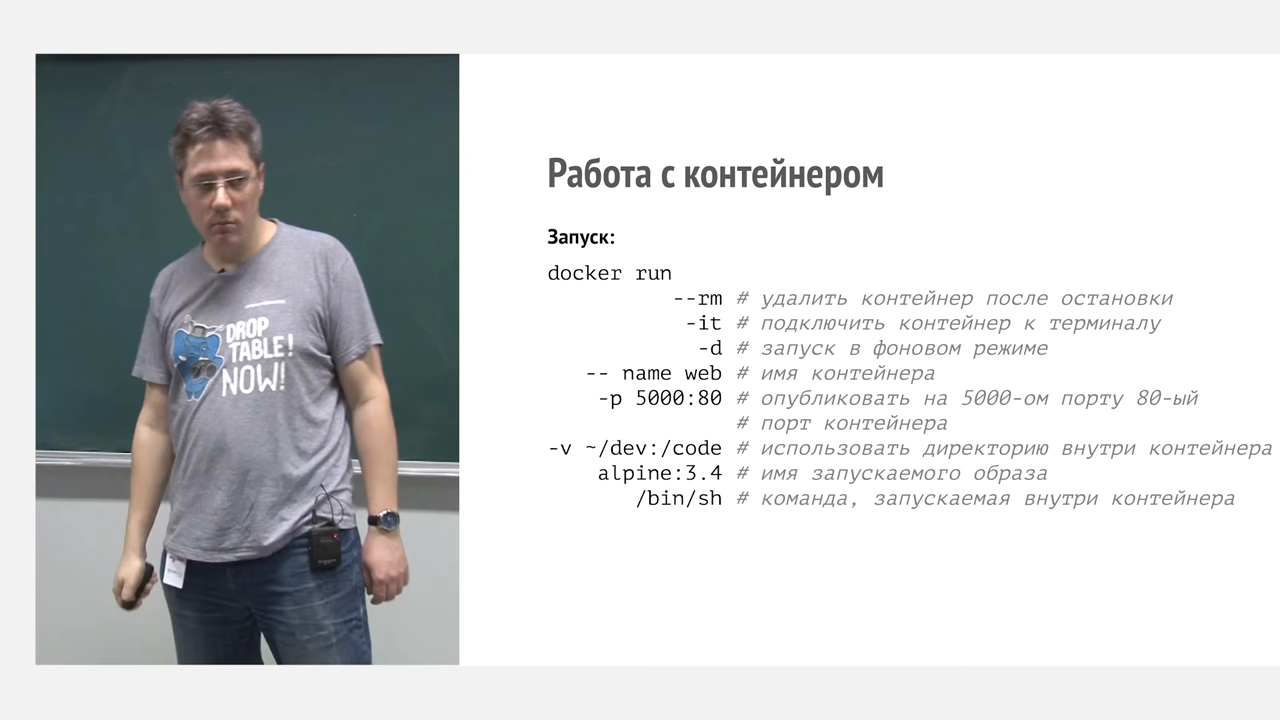 DROP
TABLE!
NOW!
Работа с контейнером
Запуск:
docker run
--rm # удалить контейнер после остановки
-it # подключить контейнер к терминалу
-d # запуск в фоновом режиме
-- name web # имя контейнера
-p 5000:80 # опубликовать на 5000-ом порту 80-ый
# порт контейнера
-v ~/dev:/code # использовать директорию внутри контейнера
alpine:3.4 # имя запускаемого образа
/bin/sh # команда, запускаемая внутри контейнера